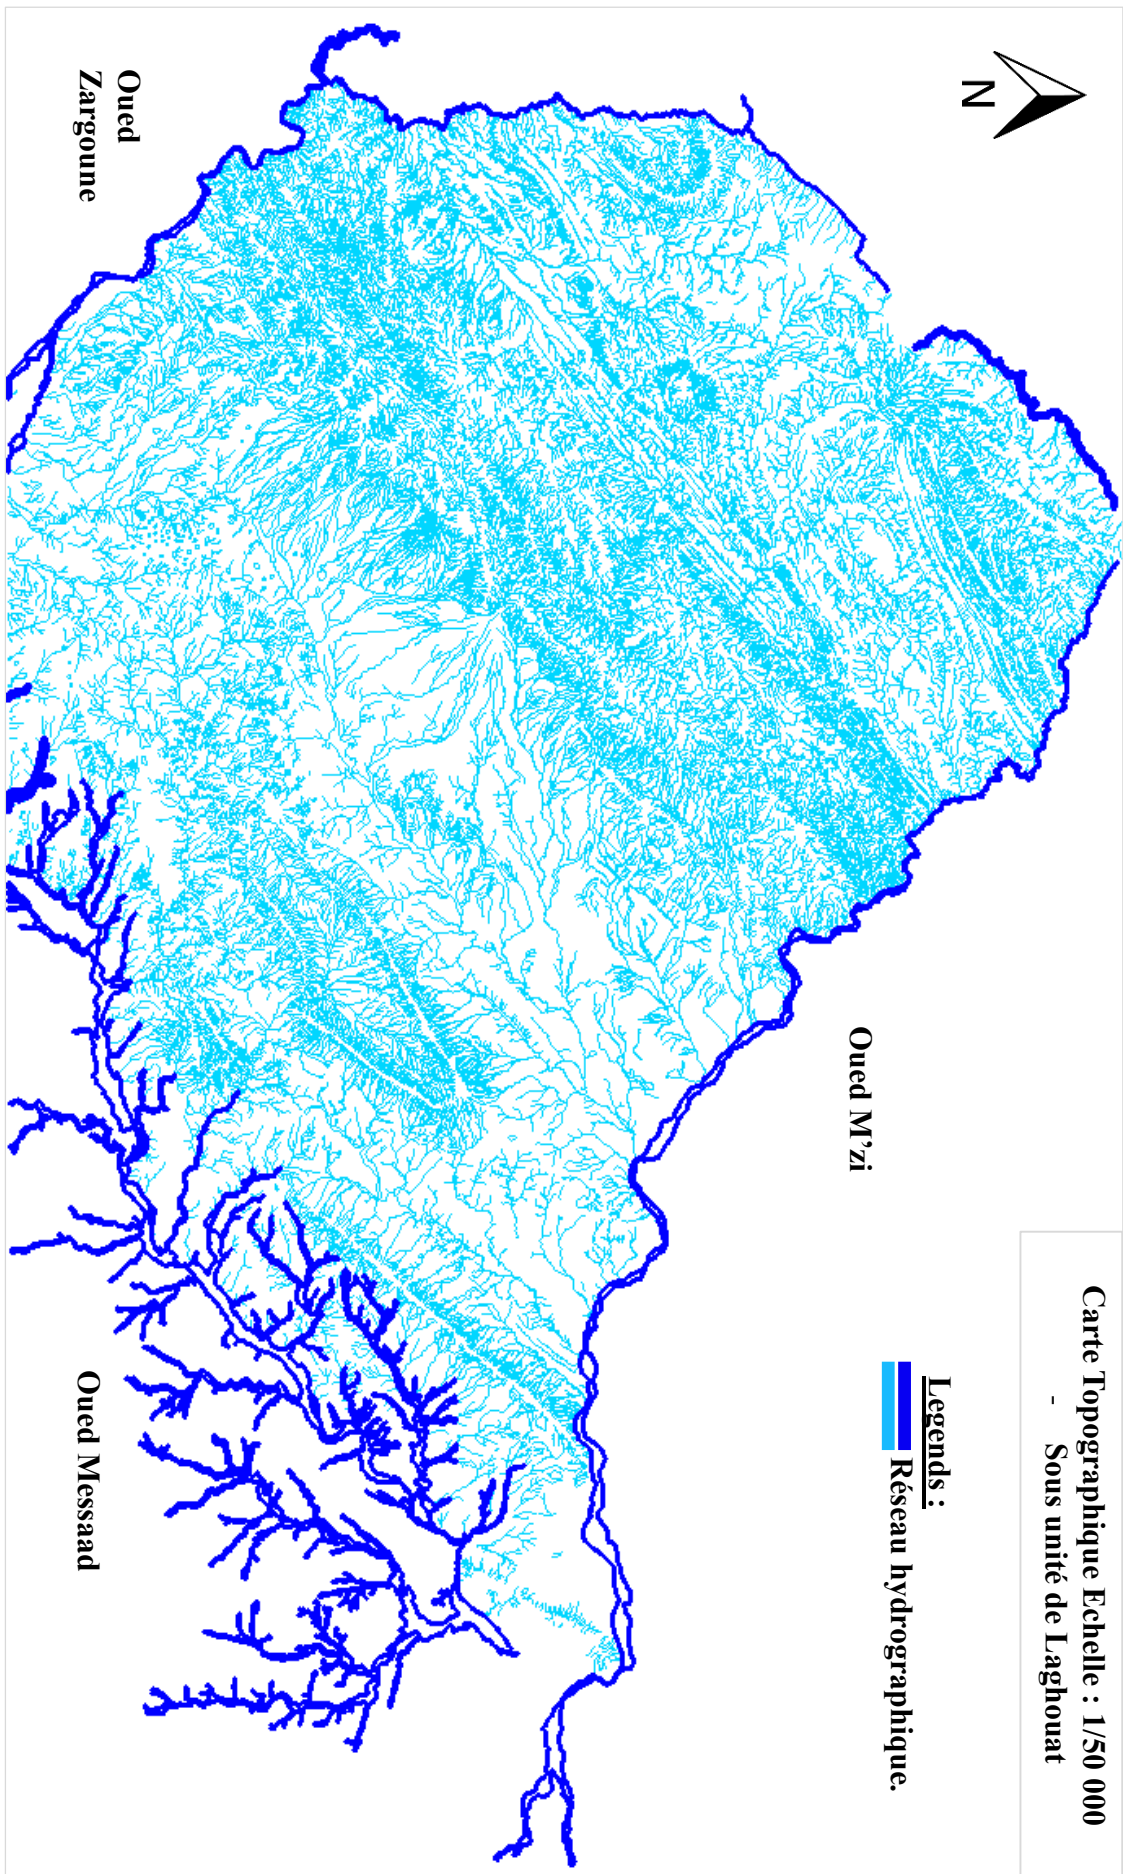 N
Carte Topographique Echelle : 1/50 000
-
Sous unité de Laghouat
Legends :
Réseau hydrographique.
Oued M’zi
Oued
Zargoune
Oued Messaad